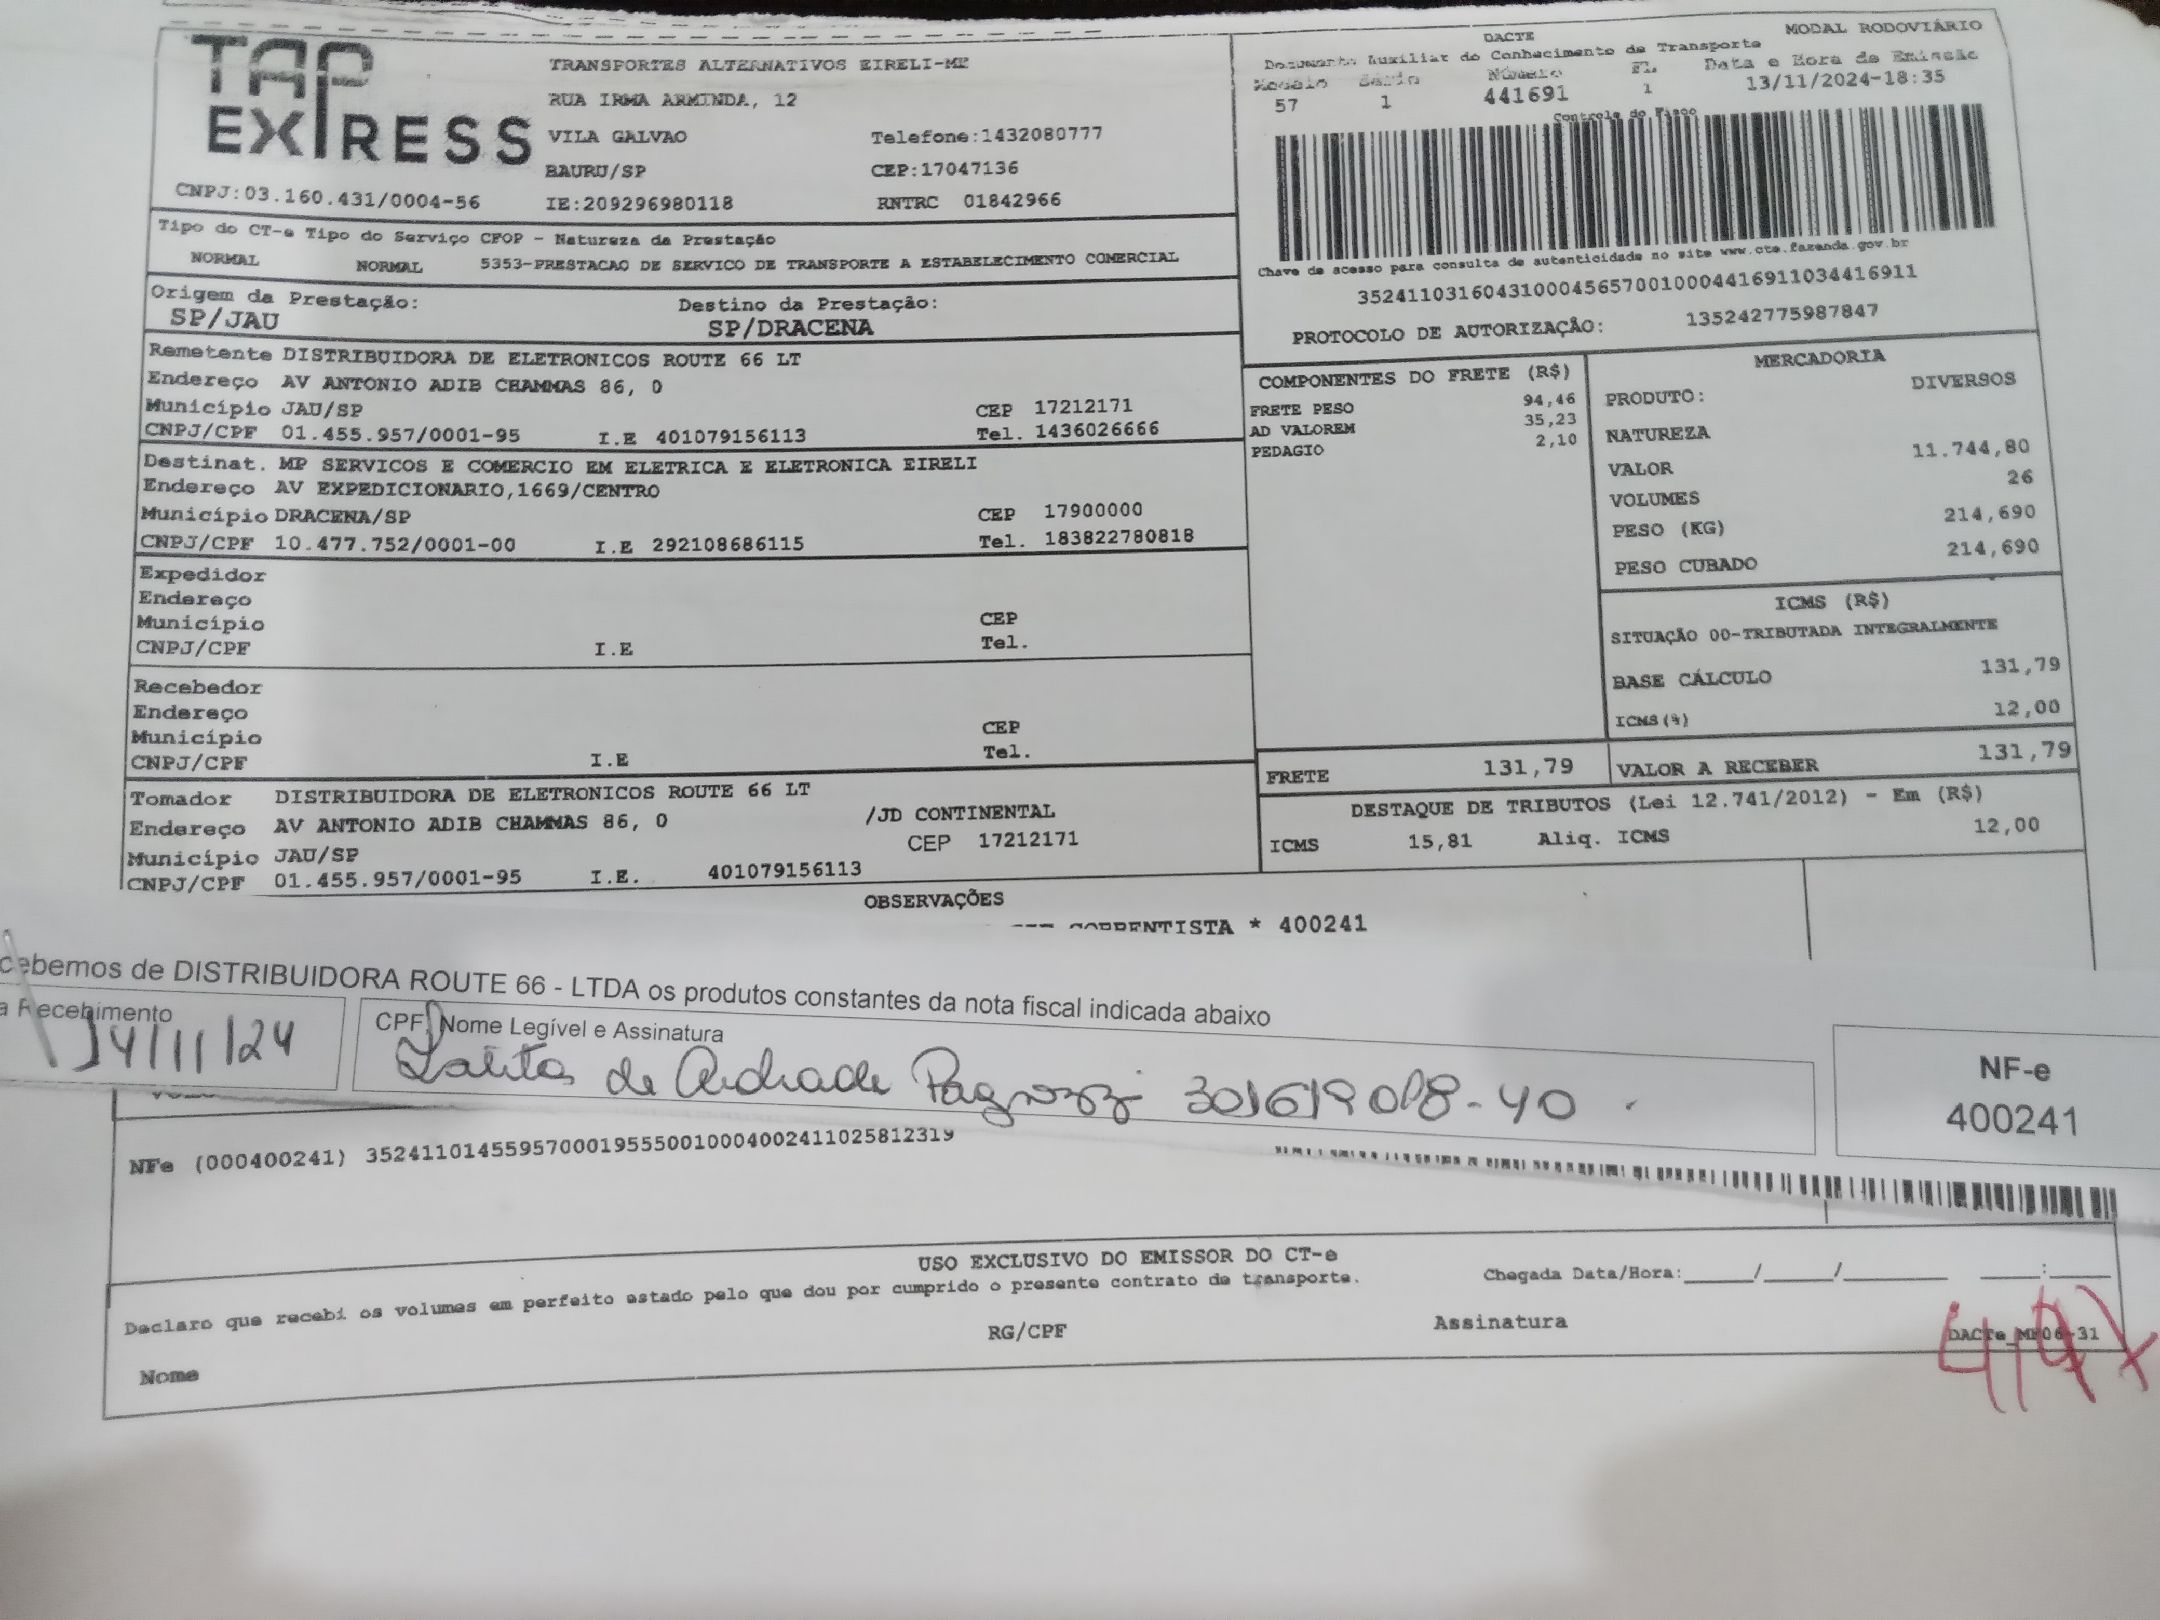 TAP
EXPRESS
TRANSPORTES ALTERNATIVOS EIRELI-ME
RUA IRMA ARMINDA, 12
VILA GALVAO Telefone:1432080777
BAURU/SP CEP:17047136
CNPJ:03.160.431/0004-56 IE:209296980118 RNTRC 01842966
DACTE MODAL RODOVIÁRIO
Documento Auxiliar do Conhecimento de Transporte
Modelo Série Número FL. Data e Hora de Emissão
57 1 441691 1 13/11/2024-18:35
Controle do Fisco
Chave de acesso para consulta de autenticidade no site www.cte.fazenda.gov.br
35241103160431000456570010004416911034416911
PROTOCOLO DE AUTORIZAÇÃO: 135242775987847
Tipo do CT-e Tipo do Serviço CFOP - Natureza da Prestação
NORMAL NORMAL 5353-PRESTACAO DE SERVICO DE TRANSPORTE A ESTABELECIMENTO COMERCIAL
Origem da Prestação: Destino da Prestação:
SP/JAU SP/DRACENA
Remetente DISTRIBUIDORA DE ELETRONICOS ROUTE 66 LT
Endereço AV ANTONIO ADIB CHAMMAS 86, 0
Município JAU/SP CEP 17212171
CNPJ/CPF 01.455.957/0001-95 I.E 401079156113 Tel. 1436026666
Destinat. MP SERVICOS E COMERCIO EM ELETRICA E ELETRONICA EIRELI
Endereço AV EXPEDICIONARIO,1669/CENTRO
Município DRACENA/SP CEP 17900000
CNPJ/CPF 10.477.752/0001-00 I.E 292108686115 Tel. 183822780818
Expedidor
Endereço
Município CEP
CNPJ/CPF I.E Tel.
Recebedor
Endereço
Município CEP
CNPJ/CPF I.E Tel.
Tomador DISTRIBUIDORA DE ELETRONICOS ROUTE 66 LT
Endereço AV ANTONIO ADIB CHAMMAS 86, 0 /JD CONTINENTAL
Município JAU/SP CEP 17212171
CNPJ/CPF 01.455.957/0001-95 I.E. 401079156113
COMPONENTES DO FRETE (R$)
FRETE PESO 94,46
AD VALOREM 35,23
PEDAGIO 2,10
MERCADORIA
PRODUTO: DIVERSOS
NATUREZA
VALOR 11.744,80
VOLUMES 26
PESO (KG) 214,690
PESO CUBADO 214,690
ICMS (R$)
SITUAÇÃO 00-TRIBUTADA INTEGRALMENTE
BASE CÁLCULO 131,79
ICMS(%) 12,00
FRETE 131,79 VALOR A RECEBER 131,79
DESTAQUE DE TRIBUTOS (Lei 12.741/2012) - Em (R$)
ICMS 15,81 Aliq. ICMS 12,00
OBSERVAÇÕES
CORRENTISTA * 400241
cebemos de DISTRIBUIDORA ROUTE 66 - LTDA os produtos constantes da nota fiscal indicada abaixo
a Recebimento CPF, Nome Legível e Assinatura
14/11/24 de Andrade Pagnozzi
NF-e
400241
NFe (000400241) 35241101455957000195550010004002411025812319
USO EXCLUSIVO DO EMISSOR DO CT-e
Declaro que recebi os volumes em perfeito estado pelo que dou por cumprido o presente contrato de transporte. Chegada Data/Hora:____/____/______ ___:___
Nome RG/CPF Assinatura